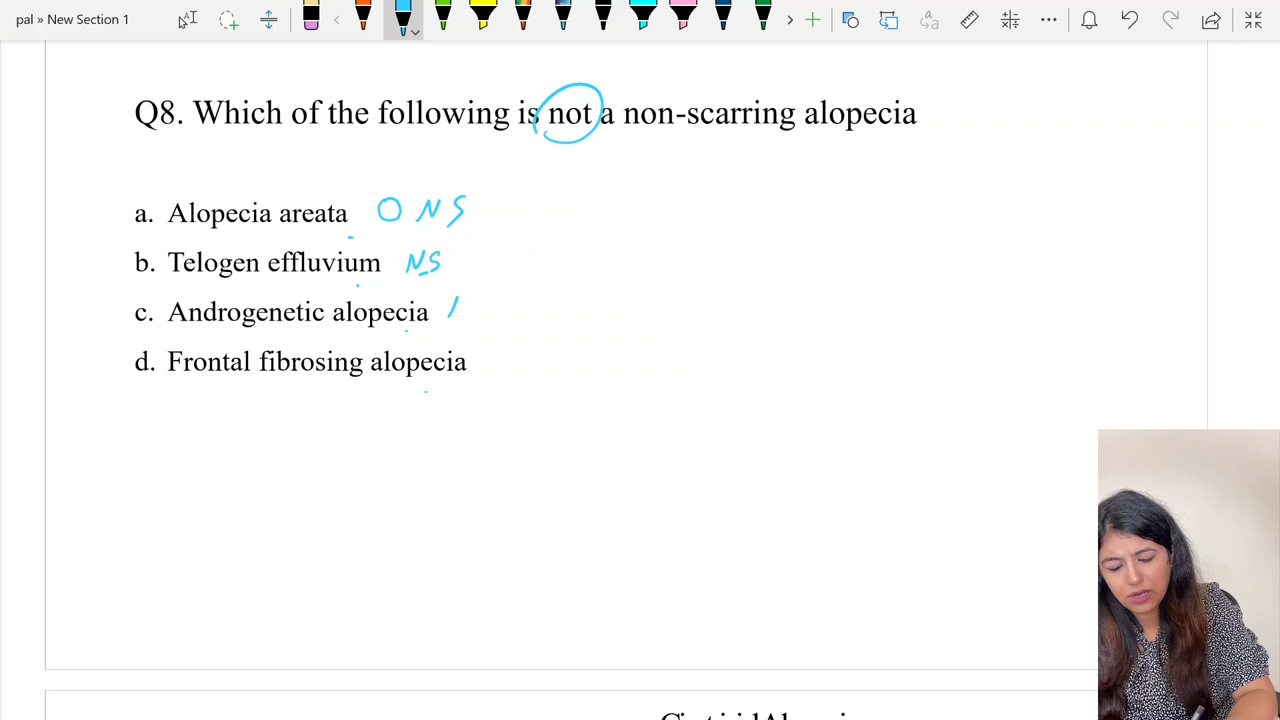 pal » New Section 1
Q8. Which of the following is not a non-scarring alopecia
a. Alopecia areata O NS
b. Telogen effluvium NS
c. Androgenetic alopecia
d. Frontal fibrosing alopecia